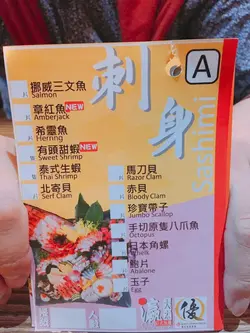 刺身
Sashimi
A
挪威三文魚
Salmon
章紅魚 NEW
Amberjack
希靈魚
Herring
有頭甜蝦 NEW
Sweet Shrimp
泰式生蝦
Thai Shrimp
北寄貝
Serf Clam
馬刀貝
Razor Clam
赤貝
Bloody Clam
珍寶帶子
Jumbo Scallop
手切原隻八爪魚
Octopus
日本角螺
Whelk
鮑片
Abalone
玉子
Egg